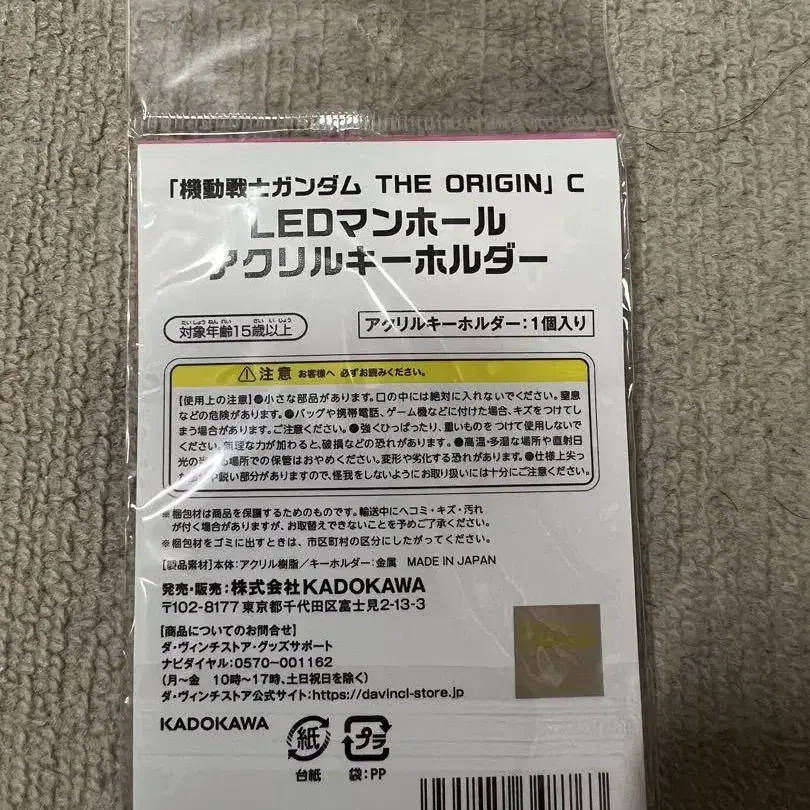 「機動戦士ガンダム THE ORIGIN」 C
LEDマンホール
アクリルキーホルダー
たいしょうねんれい さいいじょう
対象年齢15歳以上
アクリルキーホルダー:1個入り
⚠注意 お客様へ 必ずお読みください。
【使用上の注意】●小さな部品があります。口の中には絶対に入れないでください。窒息
などの危険があります。●バッグや携帯電話、ゲーム機などに付けた場合、キズをつけてし
まう場合があります。ご注意ください。●強くひっぱったり、重いものをつけて使用しないで
ください。無理な力が加わると、破損などの恐れがあります。●高温・多湿な場所や直射日
光の当たる場所での保管はおやめください。変形や劣化する恐れがあります。●仕様上尖っ
や鋭い部分がありますので、怪我をしないようにお取り扱いには十分にご注意ください。
※梱包材は商品を保護するためのものです。輸送中にヘコミ・キズ・汚れ
が付く場合がありますが、お取替えできないことを予めご了承ください。
※梱包材をゴミに出すときは、市区町村の区分にしたがってください。
【製品素材】本体:アクリル樹脂/キーホルダー:金属 MADE IN JAPAN
発売・販売:株式会社KADOKAWA
〒102-8177 東京都千代田区富士見2-13-3
【商品についてのお問合せ】
ダ・ヴィンチストア・グッズサポート
ナビダイヤル:0570-001162
(月〜金 10時〜17時、土日祝日を除く)
ダ・ヴィンチストア公式サイト:https://davinci-store.jp
KADOKAWA
紙
台紙
プラ
袋:PP